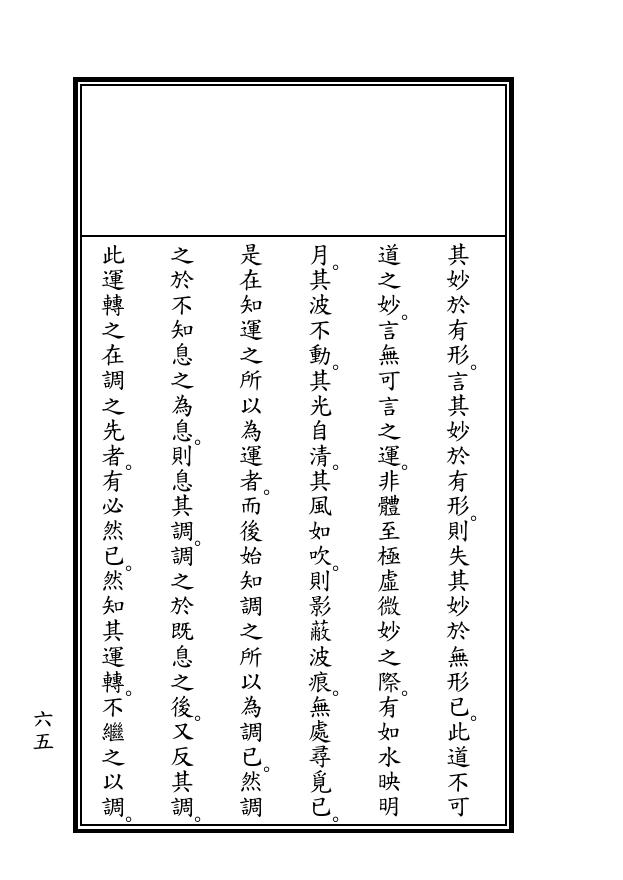 其妙於有形。言其妙於有形。則失其妙於無形已。此道不可
道之妙。言無可言之運。非體至極虛微妙之際。有如水映明
月。其波不動。其光自清。其風如吹。則影蔽波痕。無處尋覓已。
是在知運之所以為運者。而後始知調之所以為調已。然調
之於不知息之為息。則息其調。調之於既息之後。又反其調。
此運轉之在調之先者。有必然已。然知其運轉。不繼之以調。
六五